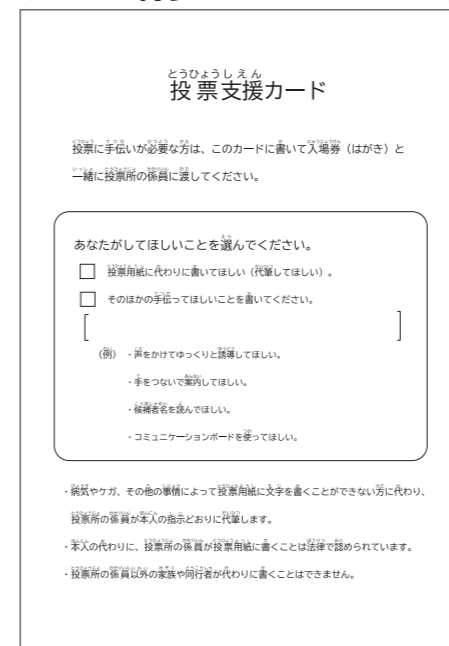 投票支援カード
投票に手伝いが必要な方は、このカードに書いて入場券（はがき）と
一緒に投票所の係員に渡してください。
あなたがしてほしいことを選んでください。
投票用紙に代わりに書いてほしい（代筆してほしい）。
そのほかの手伝ってほしいことを書いてください。
（例）・声をかけてゆっくりと誘導してほしい。
・手をつないで案内してほしい。
・候補者名を読んでほしい。
・コミュニケーションボードを使ってほしい。
・病気やケガ、その他の事情によって投票用紙に文字を書くことができない方に代わり、
投票所の係員が本人の指示どおりに代筆します。
・本人の代わりに、投票所の係員が投票用紙に書くことは法律で認められています。
・投票所の係員以外の家族や同行者が代わりに書くことはできません。